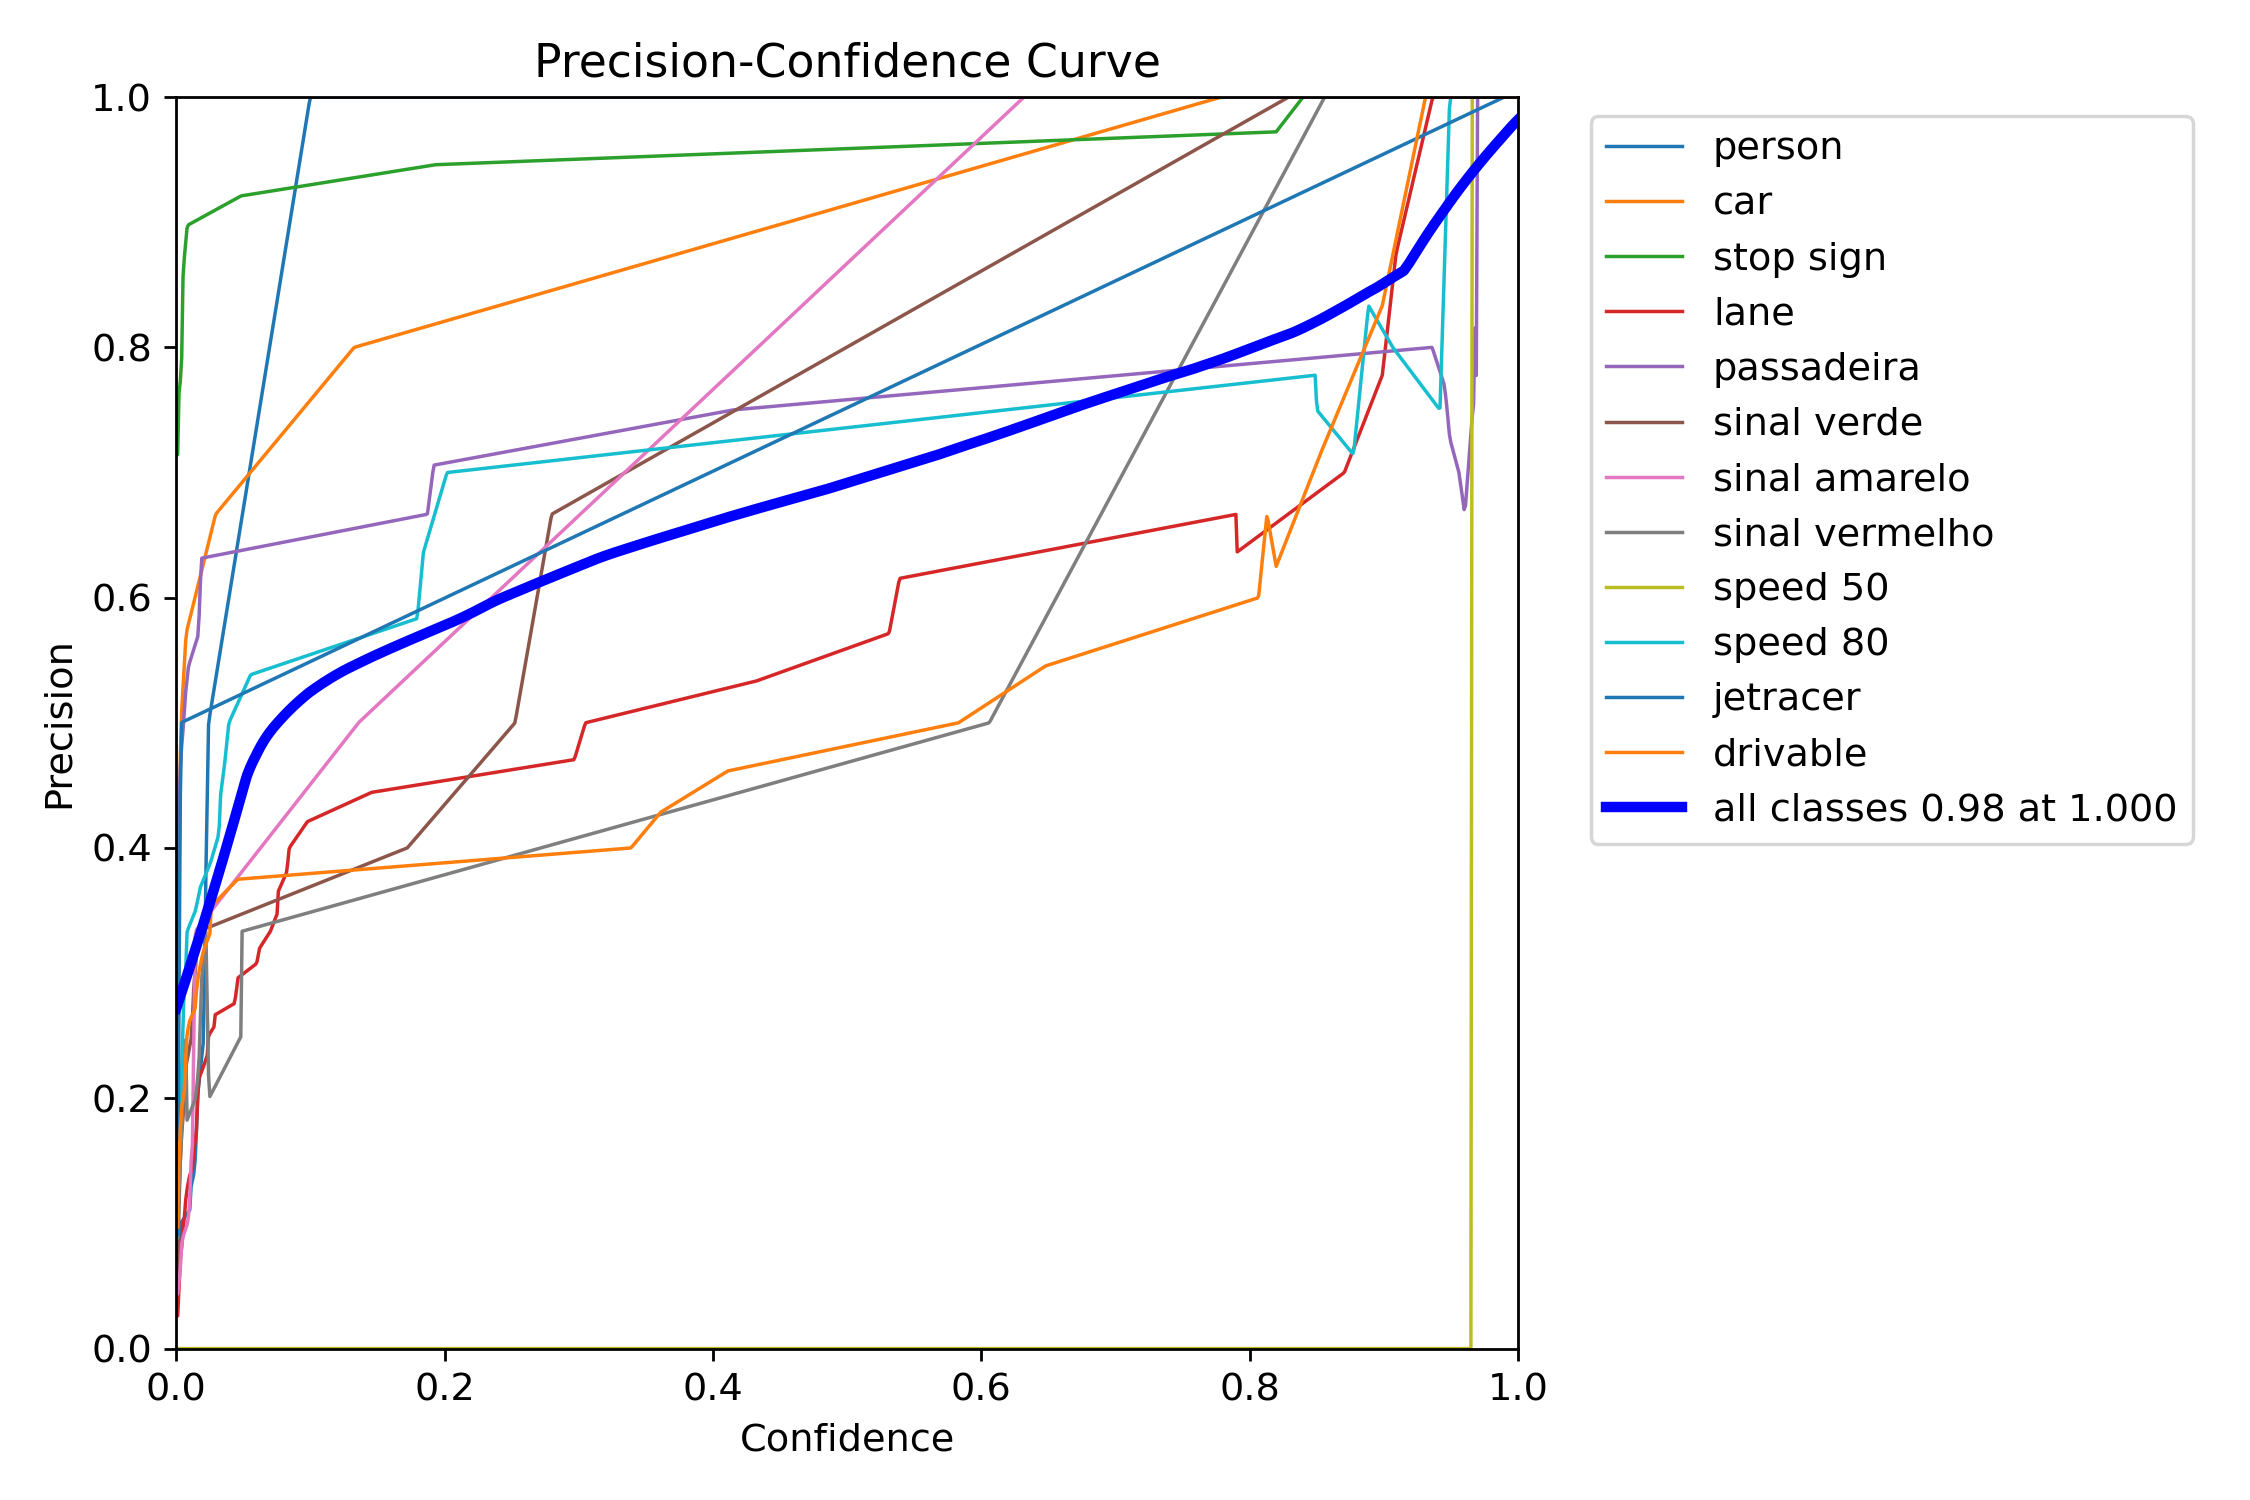 Precision-Confidence Curve
1.0
0.8
0.6
0.4
0.2
0.0
Precision
0.0 0.2 0.4 0.6 0.8 1.0
Confidence
person
car
stop sign
lane
passadeira
sinal verde
sinal amarelo
sinal vermelho
speed 50
speed 80
jetracer
drivable
all classes 0.98 at 1.000